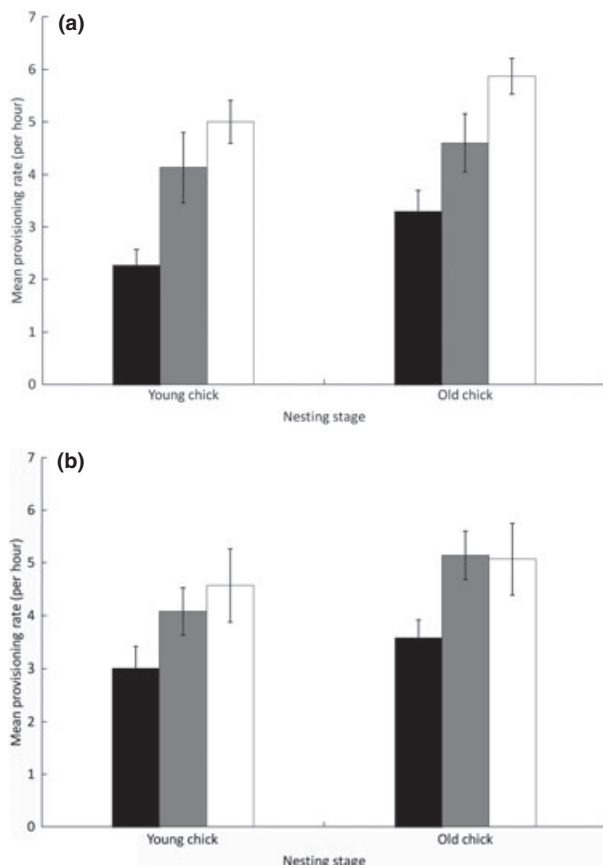 (a)
Mean provisioning rate (per hour)
7
6
5
4
3
2
1
0
Young chick
Old chick
Nesting stage
(b)
Mean provisioning rate (per hour)
7
6
5
4
3
2
1
0
Young chick
Old chick
Nesting stage